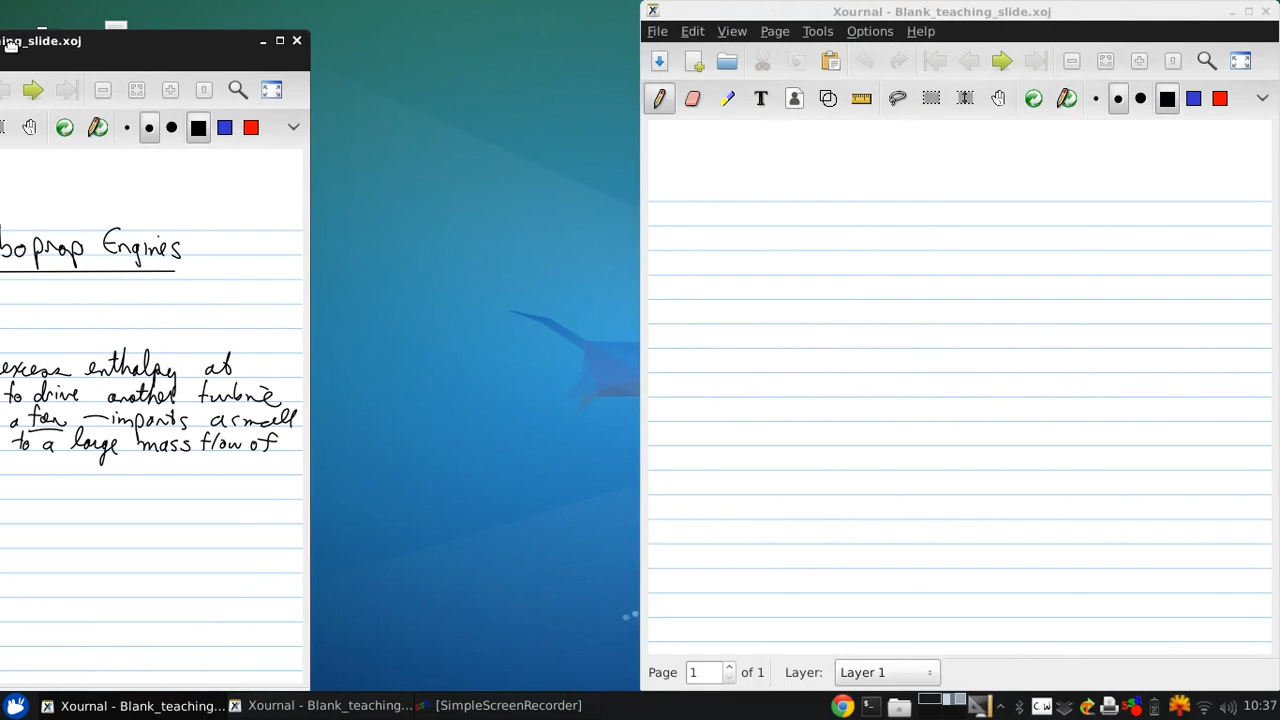 ing_slide.xoj
Xournal - Blank_teaching_slide.xoj
File Edit View Page Tools Options Help
boprop Engines
excess enthalpy at
to drive another turbine
a fan — imparts a small
to a large mass flow of
Page 1 of 1 Layer: Layer 1
Xournal - Blank_teaching... Xournal - Blank_teaching... [SimpleScreenRecorder] 10:37